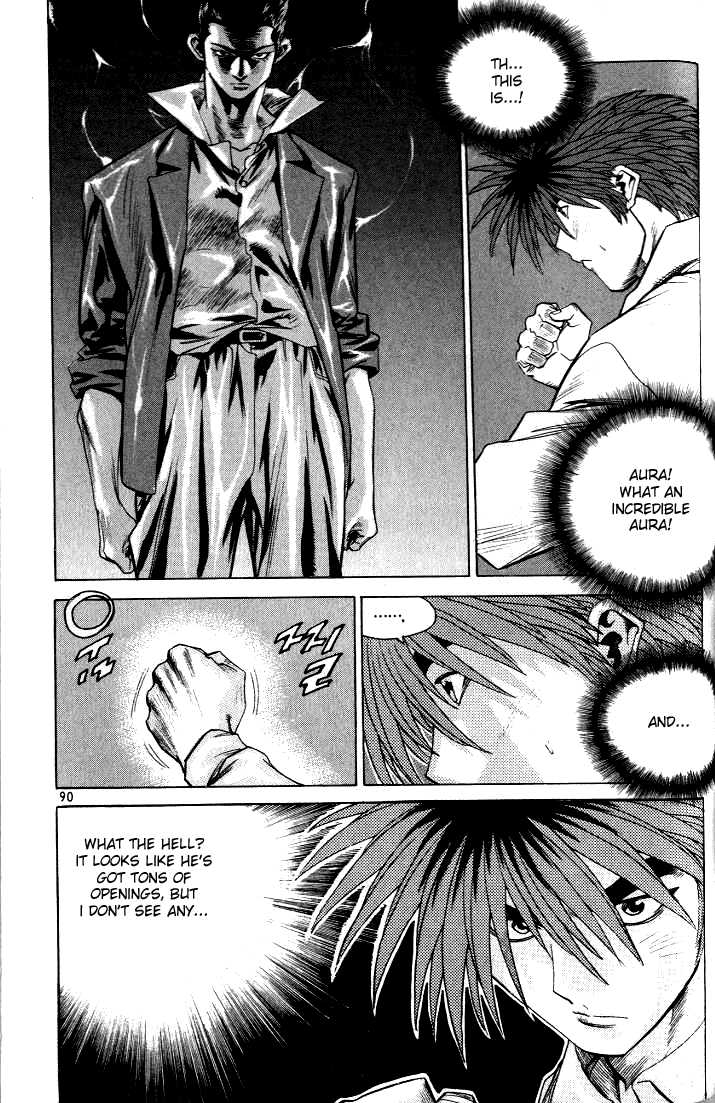 TH...
THIS
IS...!
AURA!
WHAT AN
INCREDIBLE
AURA!
......,
AND...
90
WHAT THE HELL?
IT LOOKS LIKE HE'S
GOT TONS OF
OPENINGS, BUT
I DON'T SEE ANY...